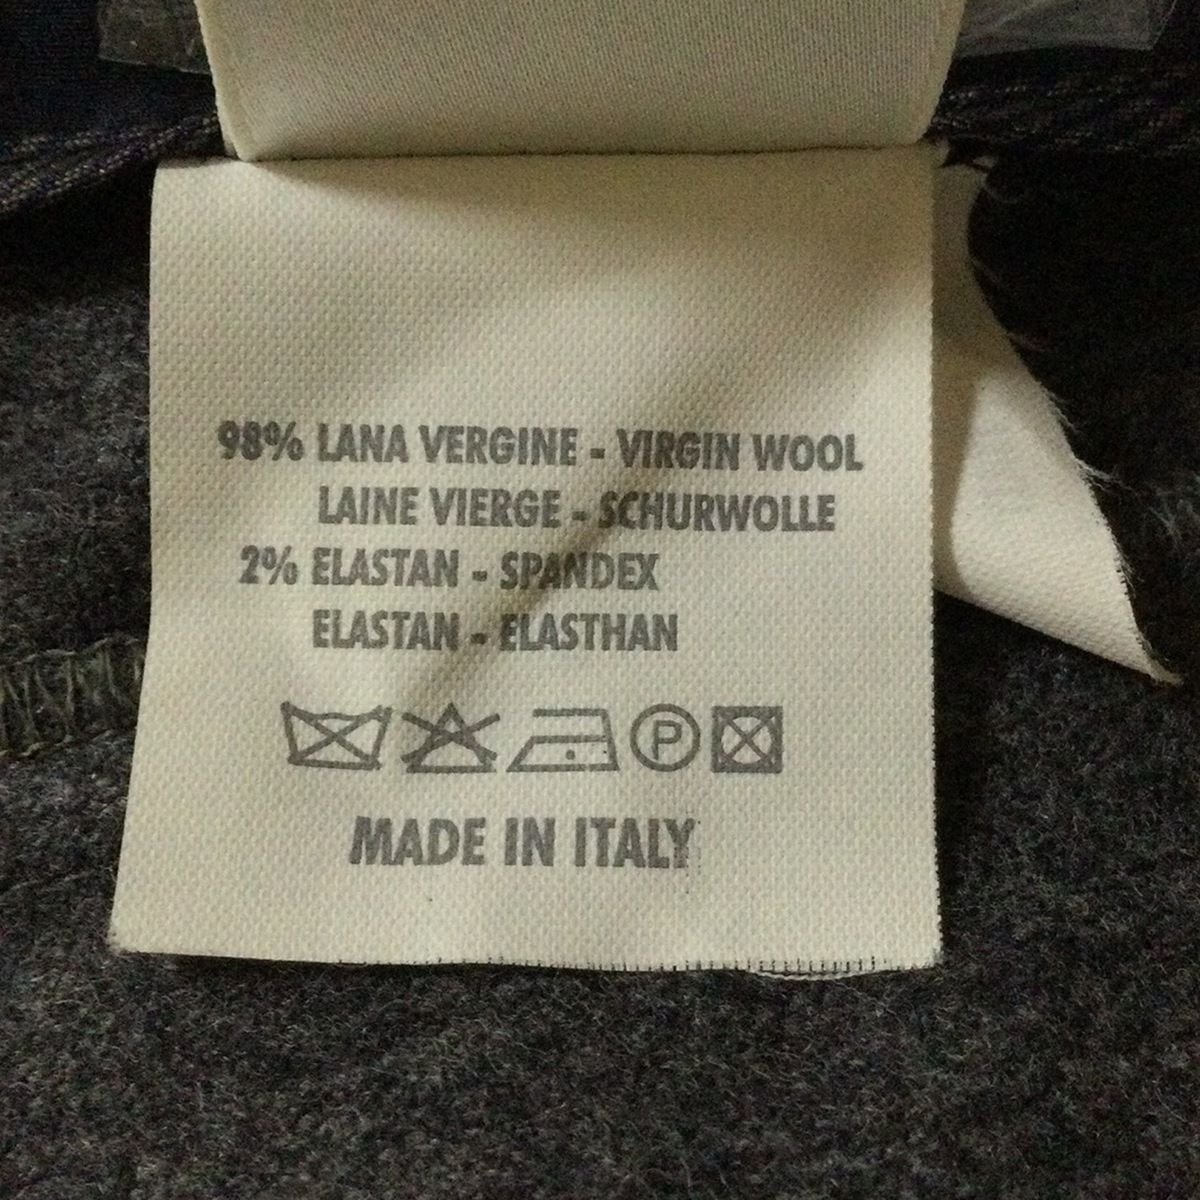 98% LANA VERGINE - VIRGIN WOOL
LAINE VIERGE - SCHURWOLLE
2% ELASTAN - SPANDEX
ELASTAN - ELASTHAN
P
MADE IN ITALY